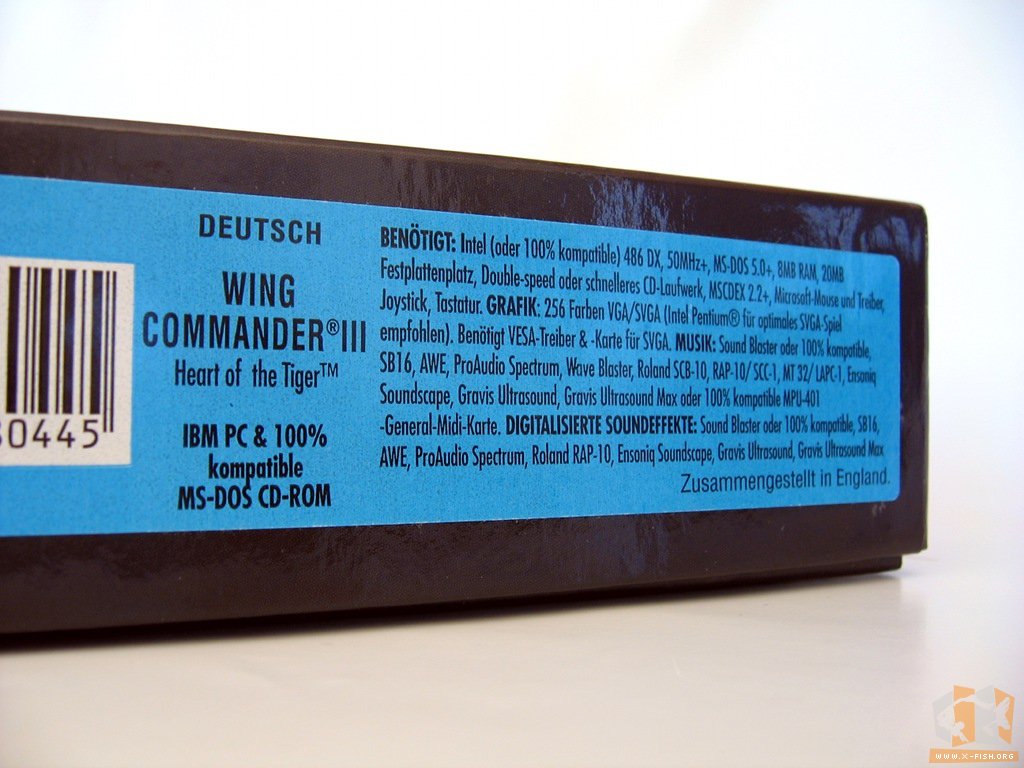 30445
DEUTSCH
WING
COMMANDER®III
Heart of the Tiger™
IBM PC & 100%
kompatible
MS-DOS CD-ROM
BENÖTIGT: Intel (oder 100% kompatible) 486 DX, 50MHz+, MS-DOS 5.0+, 8MB RAM, 20MB
Festplattenplatz, Double-speed oder schnelleres CD-Laufwerk, MSCDEX 2.2+, Microsoft-Mouse und Treiber,
Joystick, Tastatur. GRAFIK: 256 Farben VGA/SVGA (Intel Pentium® für optimales SVGA-Spiel
empfohlen). Benötigt VESA-Treiber & -Karte für SVGA. MUSIK: Sound Blaster oder 100% kompatible,
SB16, AWE, ProAudio Spectrum, Wave Blaster, Roland SCB-10, RAP-10/ SCC-1, MT 32/ LAPC-1, Ensoniq
Soundscape, Gravis Ultrasound, Gravis Ultrasound Max oder 100% kompatible MPU-401
-General-Midi-Karte. DIGITALISIERTE SOUNDEFFEKTE: Sound Blaster oder 100% kompatible, SB16,
AWE, ProAudio Spectrum, Roland RAP-10, Ensoniq Soundscape, Gravis Ultrasound, Gravis Ultrasound Max
Zusammengestellt in England.
WWW.X-FISH.ORG